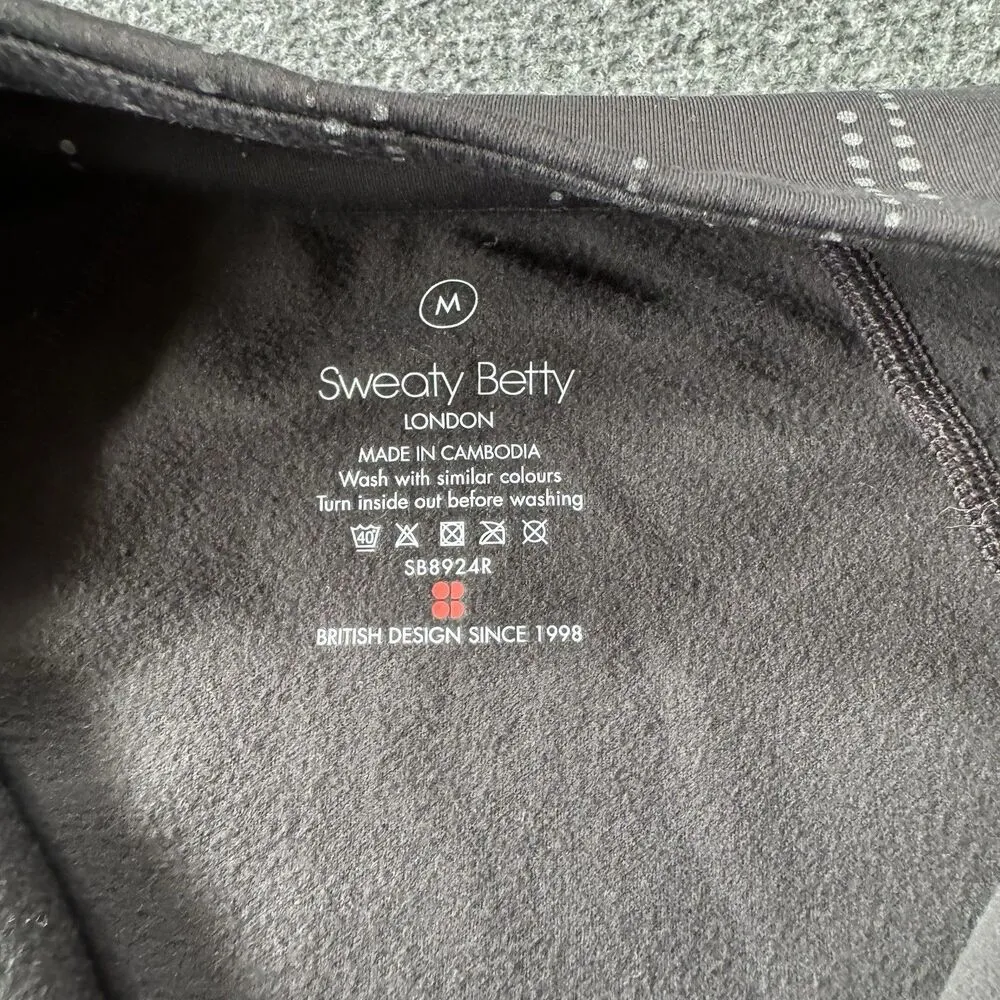 M
Sweaty Betty
LONDON
MADE IN CAMBODIA
Wash with similar colours
Turn inside out before washing
40
SB8924R
BRITISH DESIGN SINCE 1998